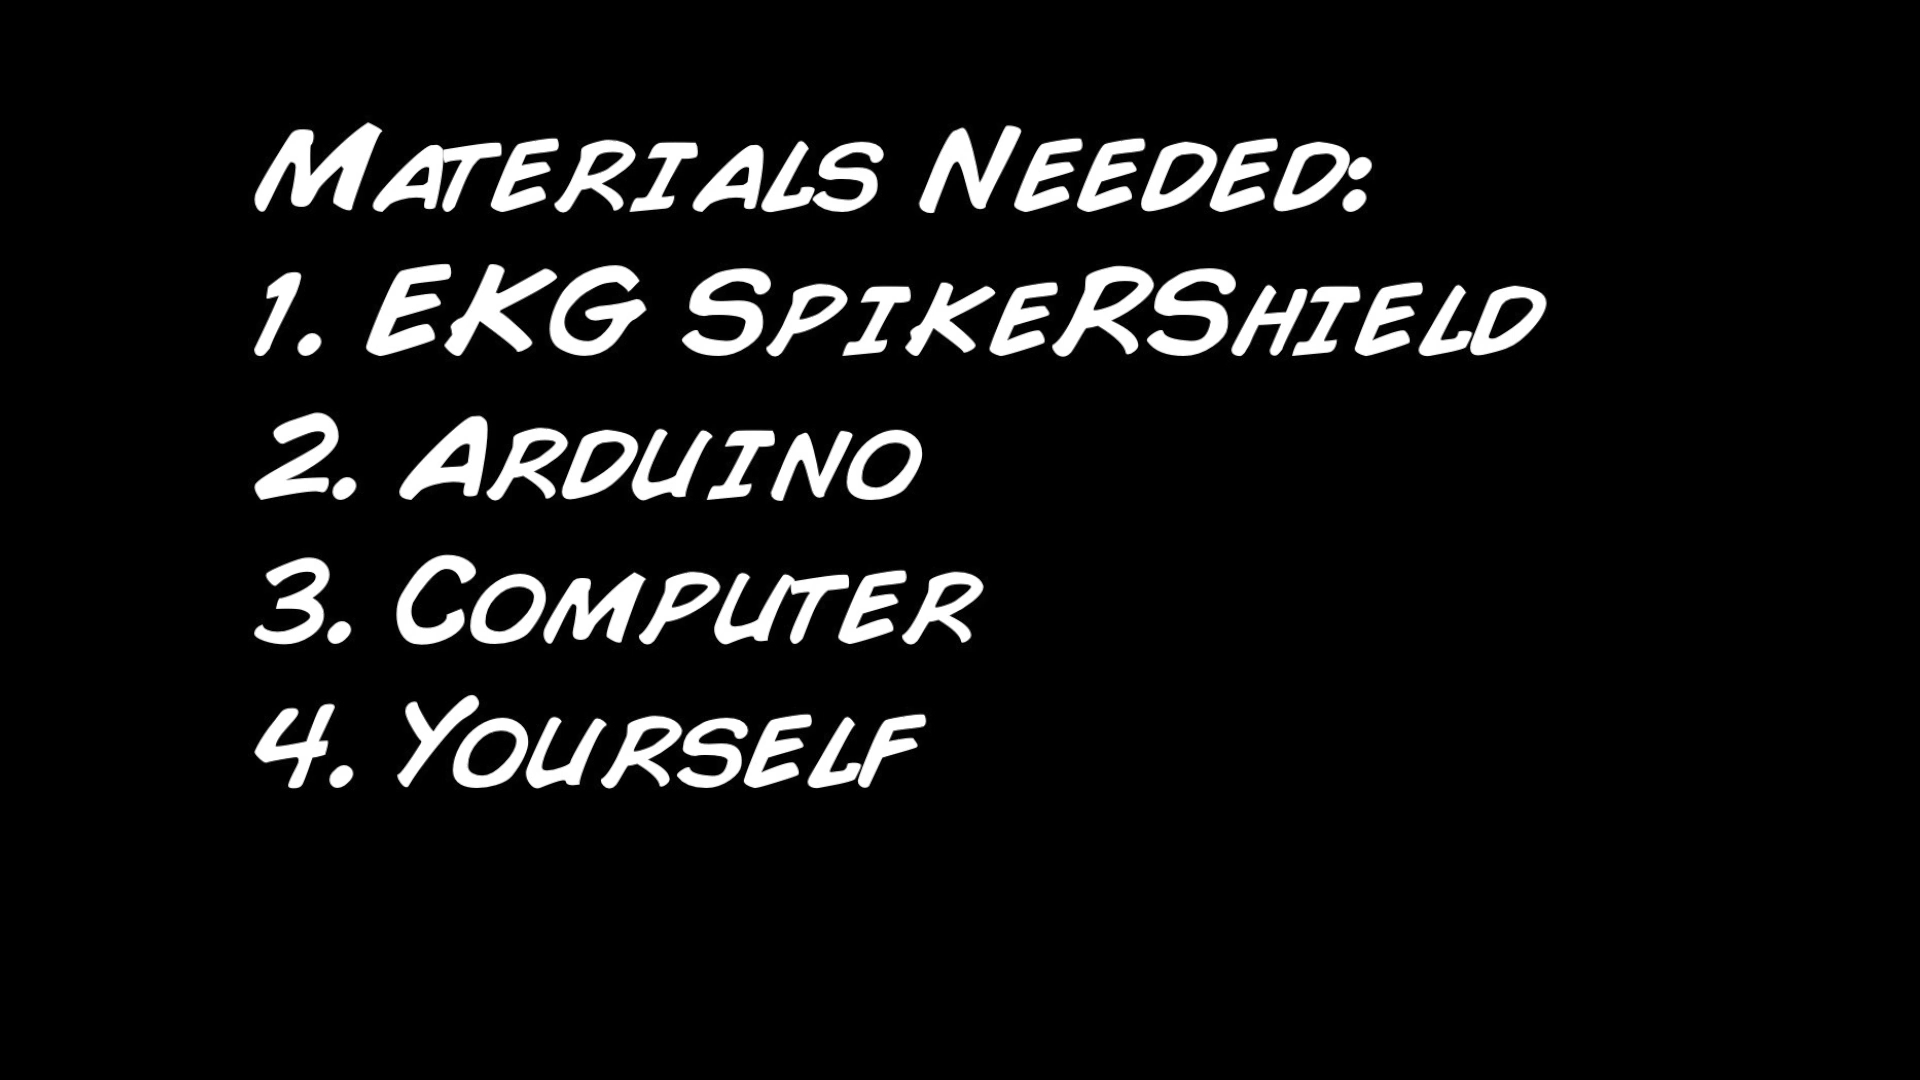 Materials Needed:
1. EKG SpikeRShield
2. Arduino
3. Computer
4. Yourself